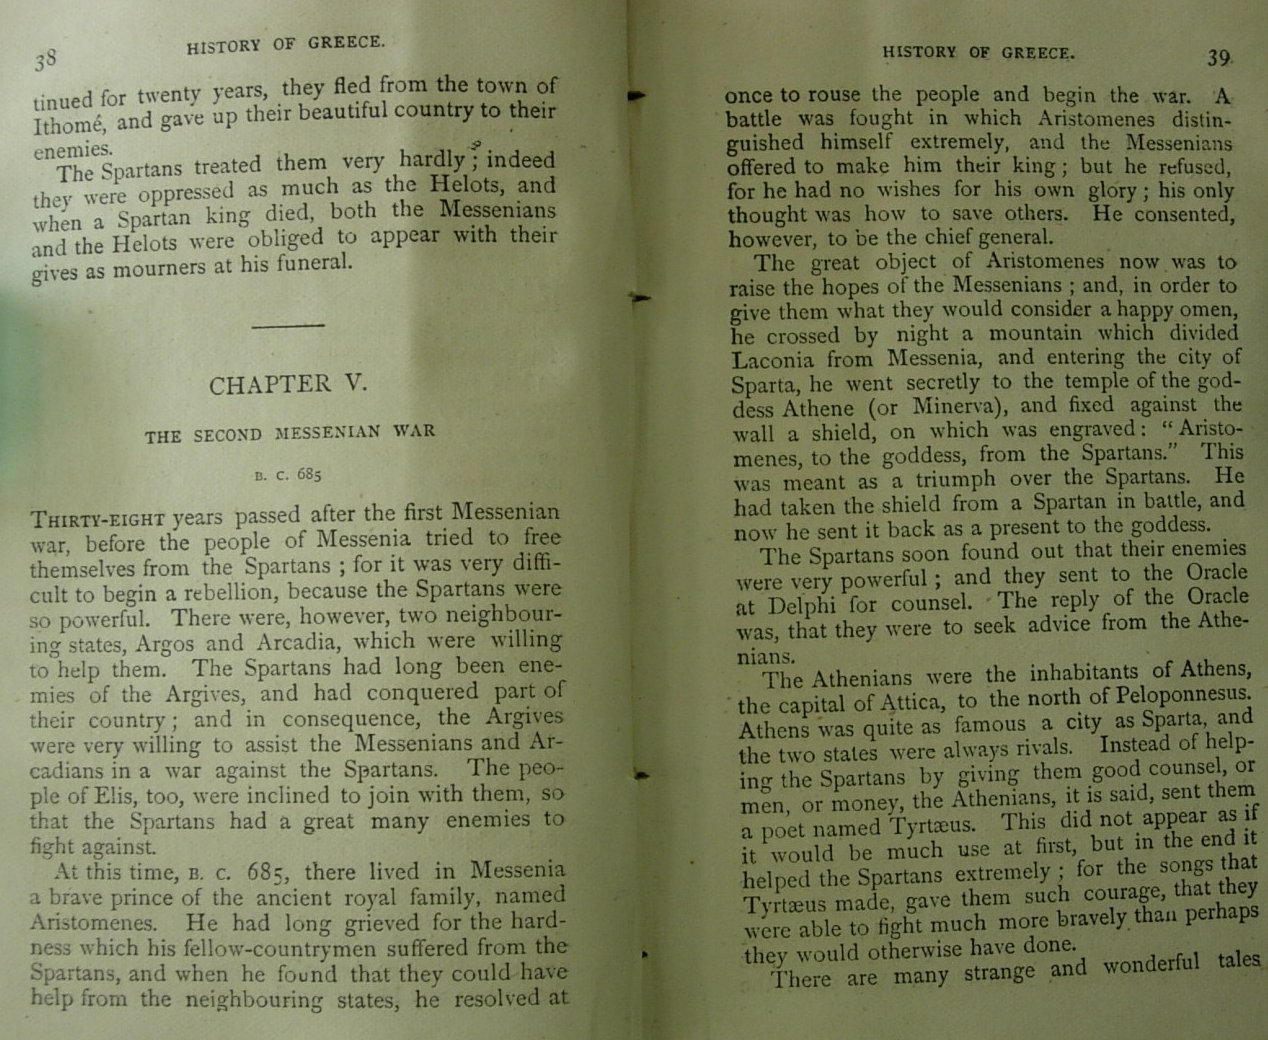 38
HISTORY OF GREECE.
tinued for twenty years, they fled from the town of
Ithomé, and gave up their beautiful country to their
enemies.
The Spartans treated them very hardly ; indeed
they were oppressed as much as the Helots, and
when a Spartan king died, both the Messenians
and the Helots were obliged to appear with their
gives as mourners at his funeral.
CHAPTER V.
THE SECOND MESSENIAN WAR
B. C. 685
THIRTY-EIGHT years passed after the first Messenian
war, before the people of Messenia tried to free
themselves from the Spartans ; for it was very diffi-
cult to begin a rebellion, because the Spartans were
so powerful. There were, however, two neighbour-
ing states, Argos and Arcadia, which were willing
to help them. The Spartans had long been ene-
mies of the Argives, and had conquered part of
their country ; and in consequence, the Argives
were very willing to assist the Messenians and Ar-
cadians in a war against the Spartans. The peo-
ple of Elis, too, were inclined to join with them, so
that the Spartans had a great many enemies to
fight against.
At this time, B. C. 685, there lived in Messenia
a brave prince of the ancient royal family, named
Aristomenes. He had long grieved for the hard-
ness which his fellow-countrymen suffered from the
Spartans, and when he found that they could have
help from the neighbouring states, he resolved at
HISTORY OF GREECE.
39
once to rouse the people and begin the war. A
battle was fought in which Aristomenes distin-
guished himself extremely, and the Messenians
offered to make him their king ; but he refused,
for he had no wishes for his own glory ; his only
thought was how to save others. He consented,
however, to be the chief general.
The great object of Aristomenes now was to
raise the hopes of the Messenians ; and, in order to
give them what they would consider a happy omen,
he crossed by night a mountain which divided
Laconia from Messenia, and entering the city of
Sparta, he went secretly to the temple of the god-
dess Athene (or Minerva), and fixed against the
wall a shield, on which was engraved: “Aristo-
menes, to the goddess, from the Spartans.” This
was meant as a triumph over the Spartans. He
had taken the shield from a Spartan in battle, and
now he sent it back as a present to the goddess.
The Spartans soon found out that their enemies
were very powerful ; and they sent to the Oracle
at Delphi for counsel. The reply of the Oracle
was, that they were to seek advice from the Athe-
nians.
The Athenians were the inhabitants of Athens,
the capital of Attica, to the north of Peloponnesus.
Athens was quite as famous a city as Sparta, and
the two states were always rivals. Instead of help-
ing the Spartans by giving them good counsel, or
men, or money, the Athenians, it is said, sent them
a poet named Tyrtæus. This did not appear as if
it would be much use at first, but in the end it
helped the Spartans extremely ; for the songs that
Tyrtæus made, gave them such courage, that they
were able to fight much more bravely than perhaps
they would otherwise have done.
There are many strange and wonderful tales